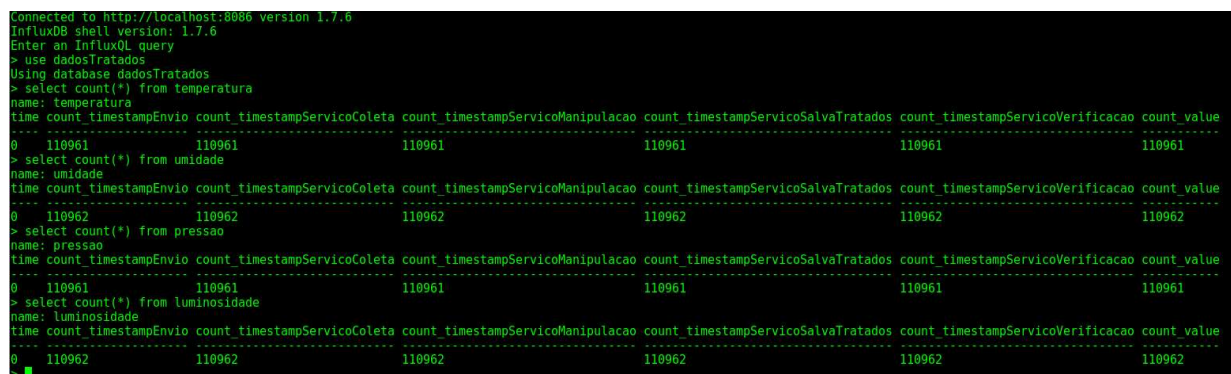 Connected to http://localhost:8086 version 1.7.6
InfluxDB shell version: 1.7.6
Enter an InfluxQL query
> use dadosTratados
Using database dadosTratados
> select count(*) from temperatura
name: temperatura
time count_timestampEnvio count_timestampServicoColeta count_timestampServicoManipulacao count_timestampServicoSalvaTratados count_timestampServicoVerificacao count_value
---- -------------------- ---------------------------- --------------------------------- ----------------------------------- --------------------------------- -----------
0 110961 110961 110961 110961 110961 110961
> select count(*) from umidade
name: umidade
time count_timestampEnvio count_timestampServicoColeta count_timestampServicoManipulacao count_timestampServicoSalvaTratados count_timestampServicoVerificacao count_value
---- -------------------- ---------------------------- --------------------------------- ----------------------------------- --------------------------------- -----------
0 110962 110962 110962 110962 110962 110962
> select count(*) from pressao
name: pressao
time count_timestampEnvio count_timestampServicoColeta count_timestampServicoManipulacao count_timestampServicoSalvaTratados count_timestampServicoVerificacao count_value
---- -------------------- ---------------------------- --------------------------------- ----------------------------------- --------------------------------- -----------
0 110961 110961 110961 110961 110961 110961
> select count(*) from luminosidade
name: luminosidade
time count_timestampEnvio count_timestampServicoColeta count_timestampServicoManipulacao count_timestampServicoSalvaTratados count_timestampServicoVerificacao count_value
---- -------------------- ---------------------------- --------------------------------- ----------------------------------- --------------------------------- -----------
0 110962 110962 110962 110962 110962 110962
>